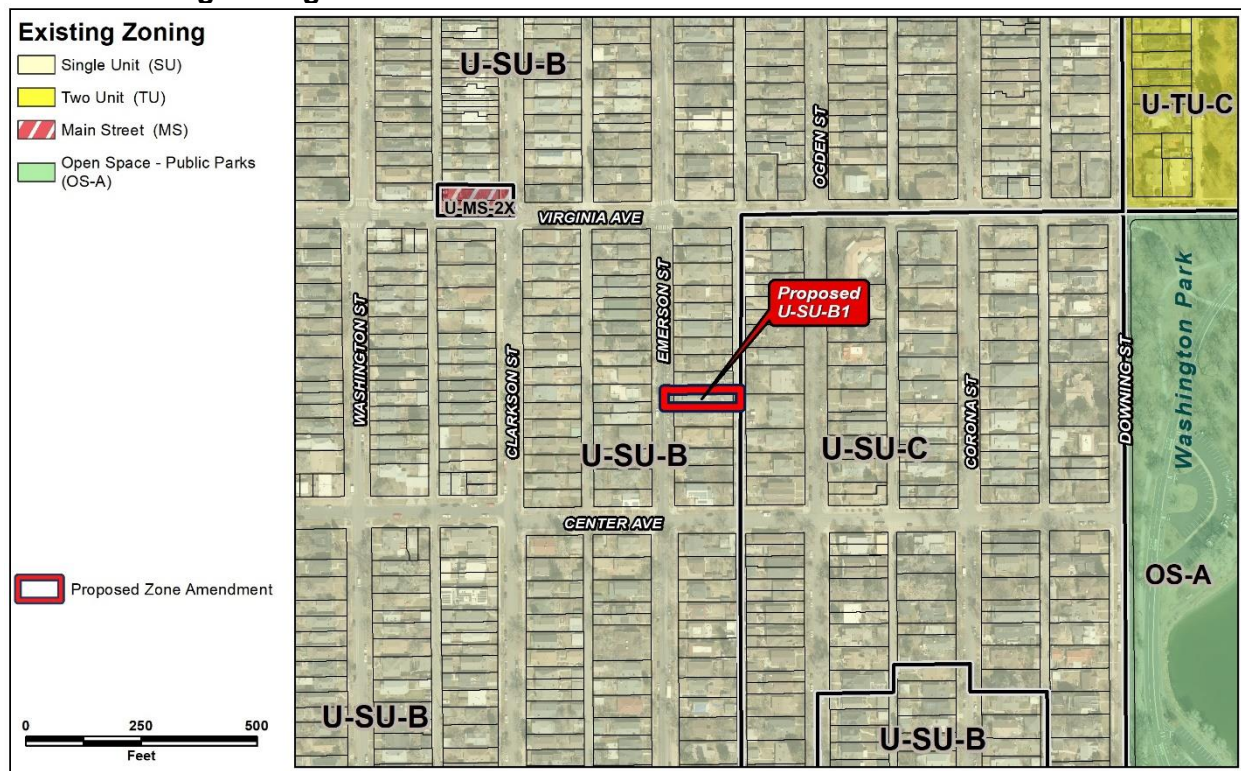 Existing Zoning
Single Unit (SU)
Two Unit (TU)
Main Street (MS)
Open Space - Public Parks
(OS-A)
Proposed Zone Amendment
0 250 500
Feet
U-SU-B
U-TU-C
OGDEN ST
U-MS-2X
VIRGINIA AVE
WASHINGTON ST
CLARKSON ST
EMERSON ST
Proposed
U-SU-B1
CORONA ST
DOWNING ST
Washington Park
U-SU-B
U-SU-C
CENTER AVE
OS-A
U-SU-B
U-SU-B